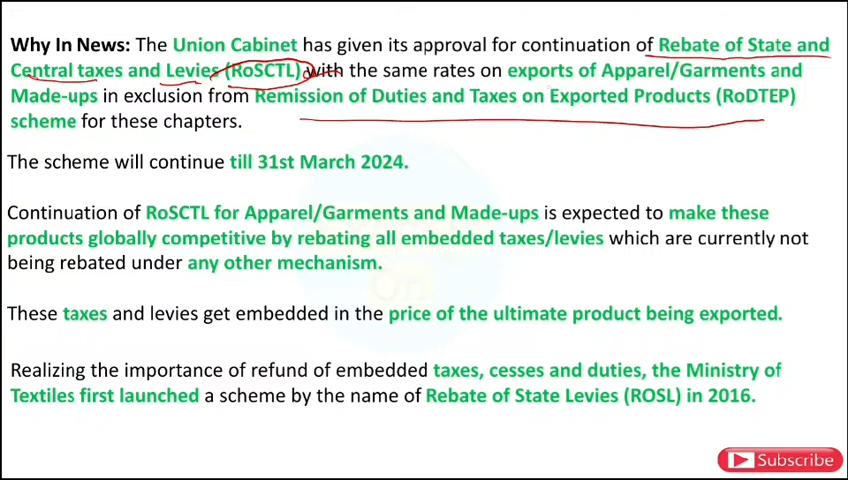 Why In News: The Union Cabinet has given its approval for continuation of Rebate of State and
Central taxes and Levies (RoSCTL) with the same rates on exports of Apparel/Garments and
Made-ups in exclusion from Remission of Duties and Taxes on Exported Products (RoDTEP)
scheme for these chapters.
The scheme will continue till 31st March 2024.
Continuation of RoSCTL for Apparel/Garments and Made-ups is expected to make these
products globally competitive by rebating all embedded taxes/levies which are currently not
being rebated under any other mechanism.
These taxes and levies get embedded in the price of the ultimate product being exported.
Realizing the importance of refund of embedded taxes, cesses and duties, the Ministry of
Textiles first launched a scheme by the name of Rebate of State Levies (ROSL) in 2016.
Subscribe